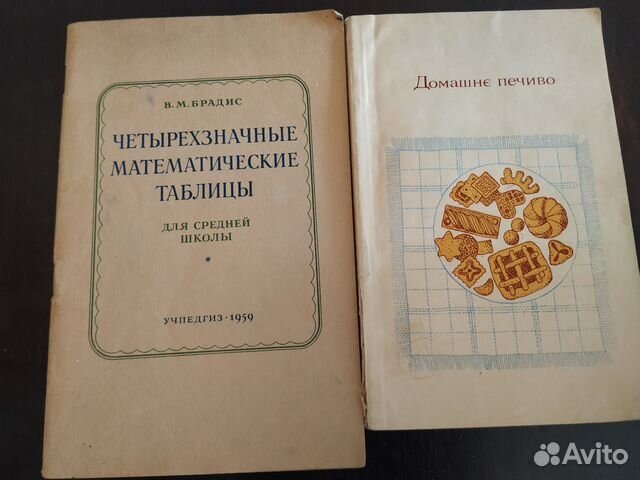 В. М. БРАДИС
ЧЕТЫРЕХЗНАЧНЫЕ
МАТЕМАТИЧЕСКИЕ
ТАБЛИЦЫ
ДЛЯ СРЕДНЕЙ
ШКОЛЫ
УЧПЕДГИЗ · 1959
Домашнє печиво
Avito